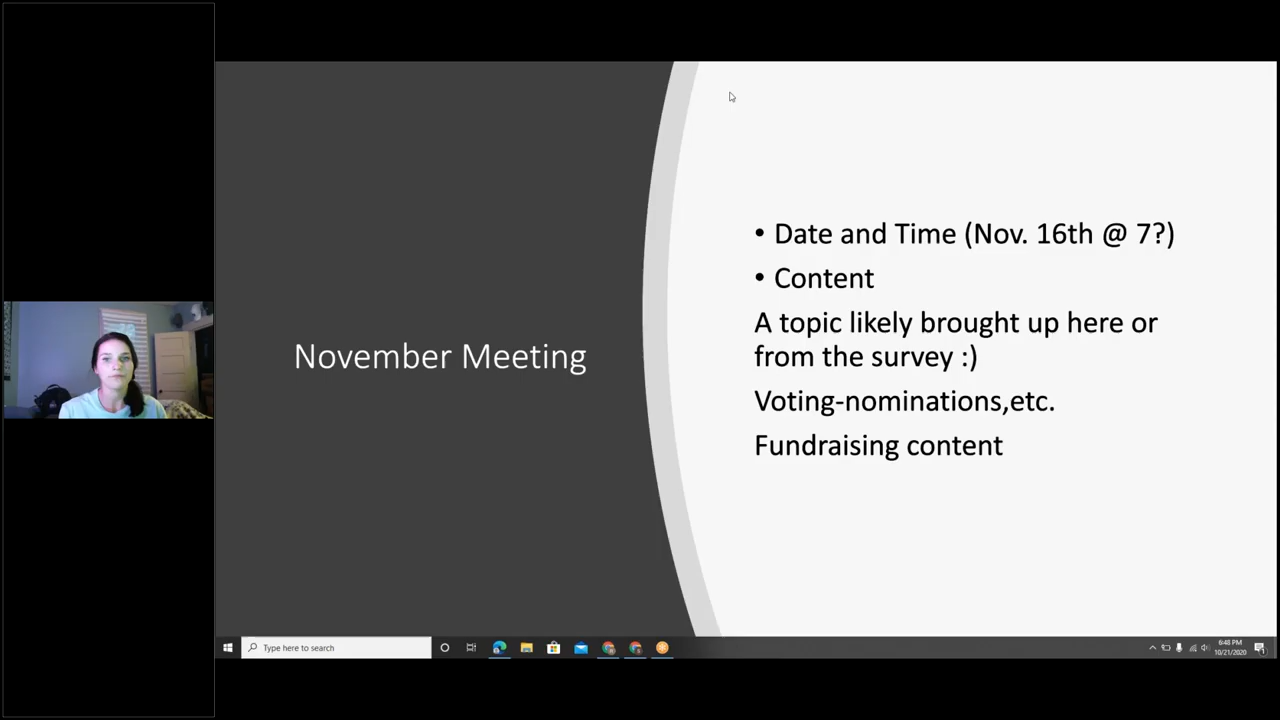 November Meeting
• Date and Time (Nov. 16th @ 7?)
• Content
A topic likely brought up here or
from the survey :)
Voting-nominations,etc.
Fundraising content
Type here to search
6:48 PM
10/21/2020